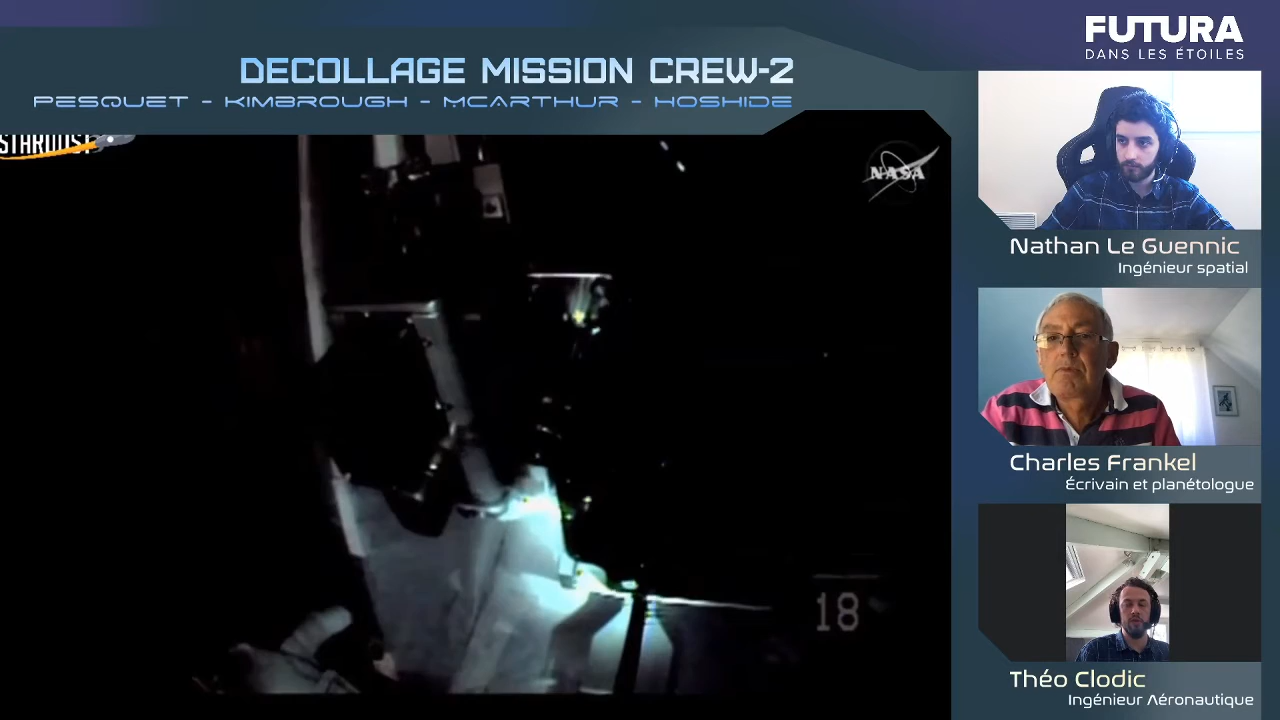 FUTURA
DANS LES ÉTOILES
DECOLLAGE MISSION CREW-2
PESQUET - KIMBROUGH - MCARTHUR - HOSHIDE
STARDUST
NASA
18
Nathan Le Guennic
Ingénieur spatial
Charles Frankel
Écrivain et planétologue
Théo Clodic
Ingénieur Aéronautique